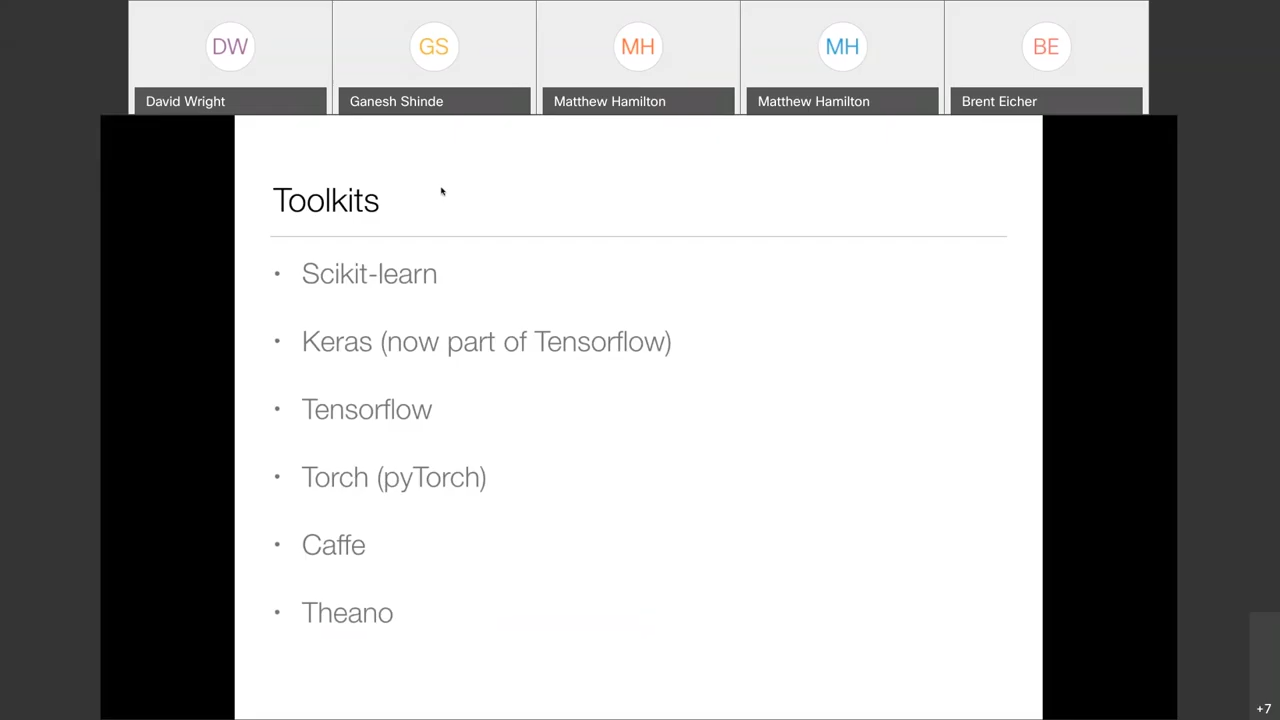 DW
GS
MH
MH
BE
David Wright
Ganesh Shinde
Matthew Hamilton
Matthew Hamilton
Brent Eicher
Toolkits
• Scikit-learn
• Keras (now part of Tensorflow)
• Tensorflow
• Torch (pyTorch)
• Caffe
• Theano
+7